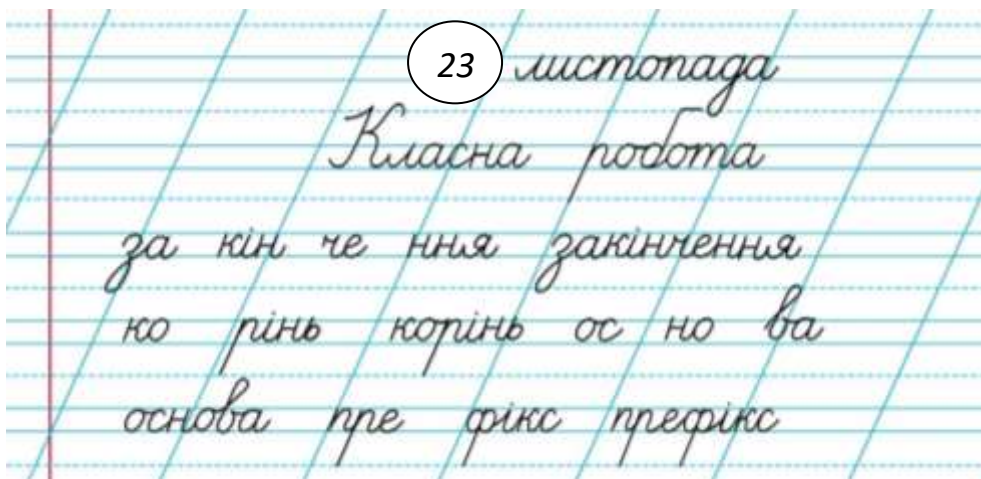 23 листопада
Класна робота
за кін че ння закінчення
ко рінь корінь ос но ва
основа пре фікс префікс